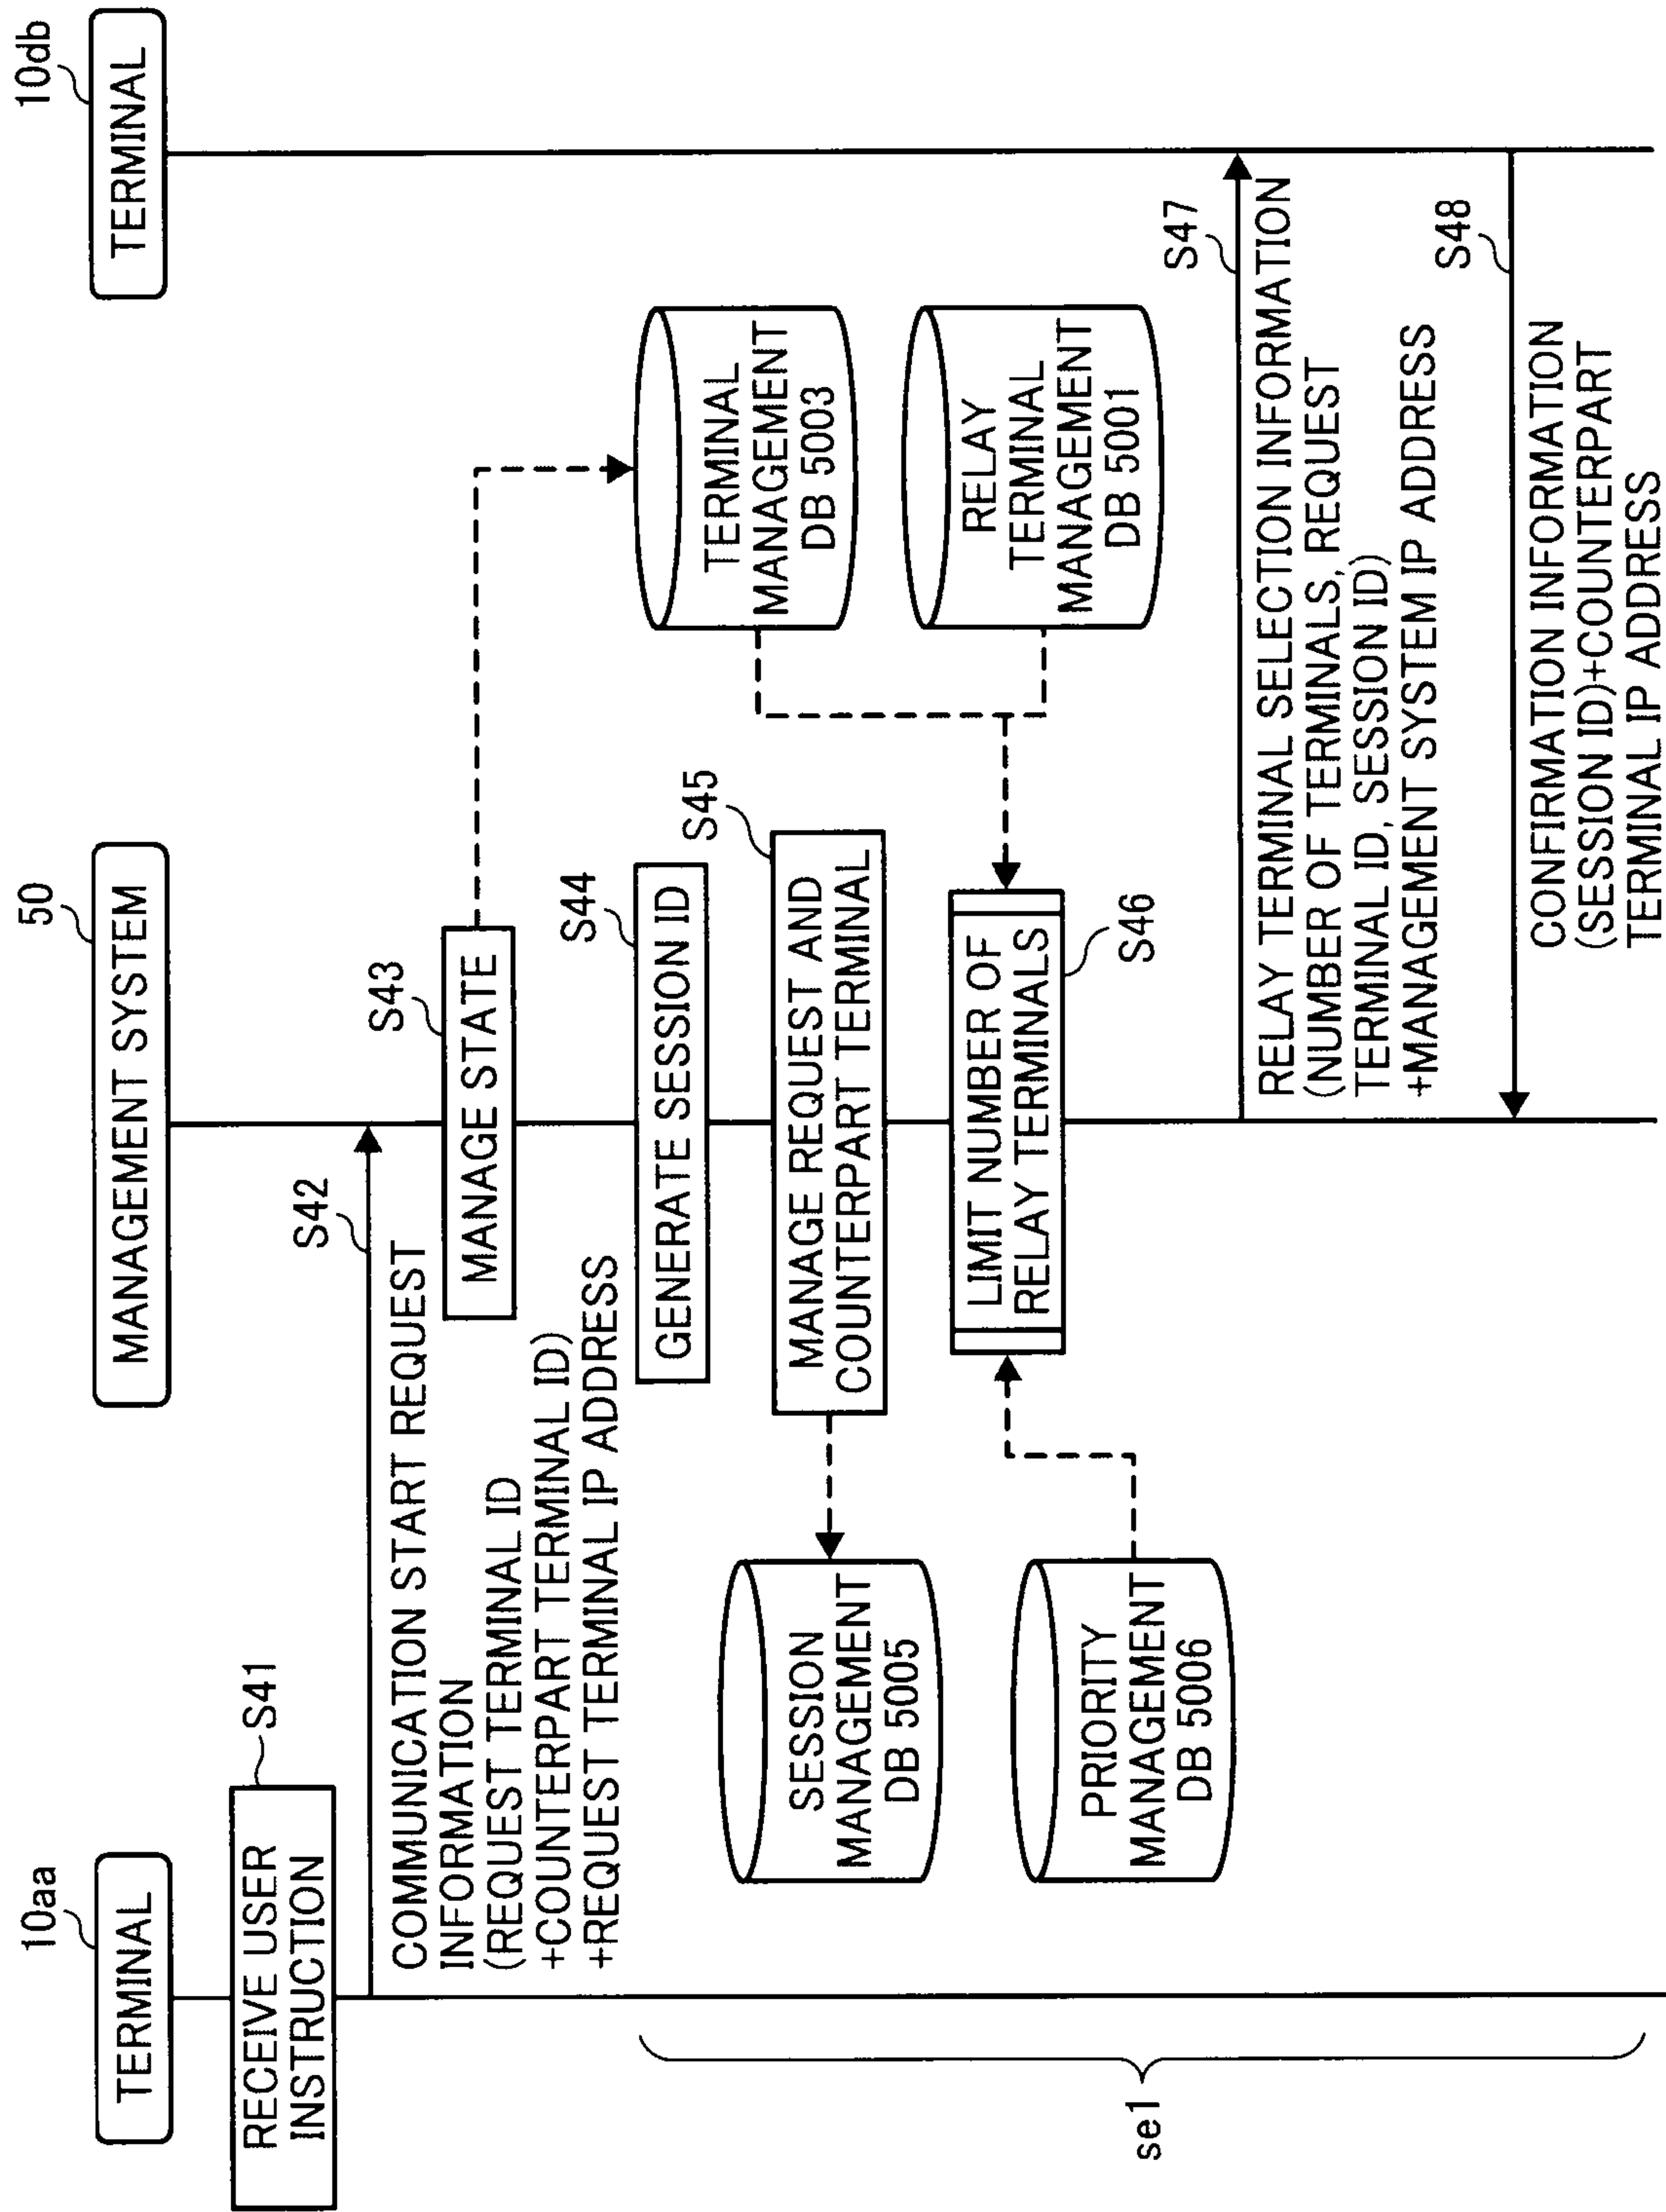 10aa
TERMINAL
50
MANAGEMENT SYSTEM
10db
TERMINAL
RECEIVE USER
INSTRUCTION
S41
S42
COMMUNICATION START REQUEST
INFORMATION
(REQUEST TERMINAL ID
+COUNTERPART TERMINAL ID)
+REQUEST TERMINAL IP ADDRESS
S43
MANAGE STATE
S44
GENERATE SESSION ID
TERMINAL
MANAGEMENT
DB 5003
S45
MANAGE REQUEST AND
COUNTERPART TERMINAL
SESSION
MANAGEMENT
DB 5005
RELAY
TERMINAL
MANAGEMENT
DB 5001
LIMIT NUMBER OF
RELAY TERMINALS
S46
PRIORITY
MANAGEMENT
DB 5006
se1
S47
RELAY TERMINAL SELECTION INFORMATION
(NUMBER OF TERMINALS, REQUEST
TERMINAL ID, SESSION ID)
+MANAGEMENT SYSTEM IP ADDRESS
S48
CONFIRMATION INFORMATION
(SESSION ID)+COUNTERPART
TERMINAL IP ADDRESS